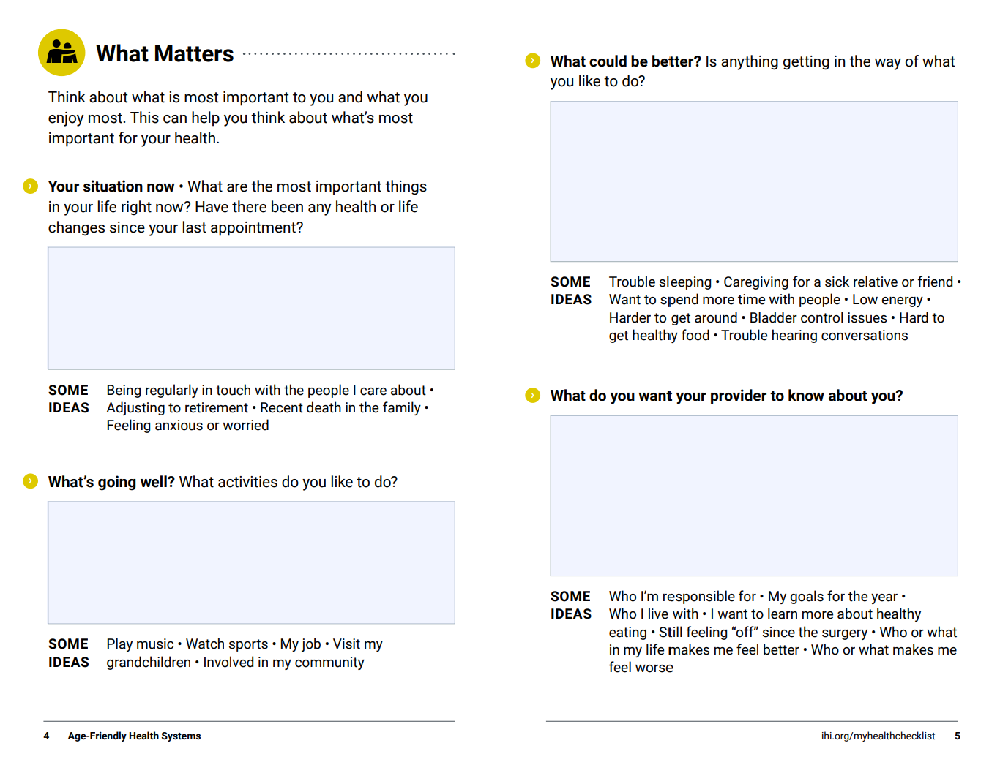 What Matters
Think about what is most important to you and what you
enjoy most. This can help you think about what’s most
important for your health.
Your situation now • What are the most important things
in your life right now? Have there been any health or life
changes since your last appointment?
SOME IDEAS
Being regularly in touch with the people I care about •
Adjusting to retirement • Recent death in the family •
Feeling anxious or worried
What’s going well? What activities do you like to do?
SOME IDEAS
Play music • Watch sports • My job • Visit my
grandchildren • Involved in my community
4 Age-Friendly Health Systems
What could be better? Is anything getting in the way of what
you like to do?
SOME IDEAS
Trouble sleeping • Caregiving for a sick relative or friend •
Want to spend more time with people • Low energy •
Harder to get around • Bladder control issues • Hard to
get healthy food • Trouble hearing conversations
What do you want your provider to know about you?
SOME IDEAS
Who I’m responsible for • My goals for the year •
Who I live with • I want to learn more about healthy
eating • Still feeling “off” since the surgery • Who or what
in my life makes me feel better • Who or what makes me
feel worse
ihi.org/myhealthchecklist 5